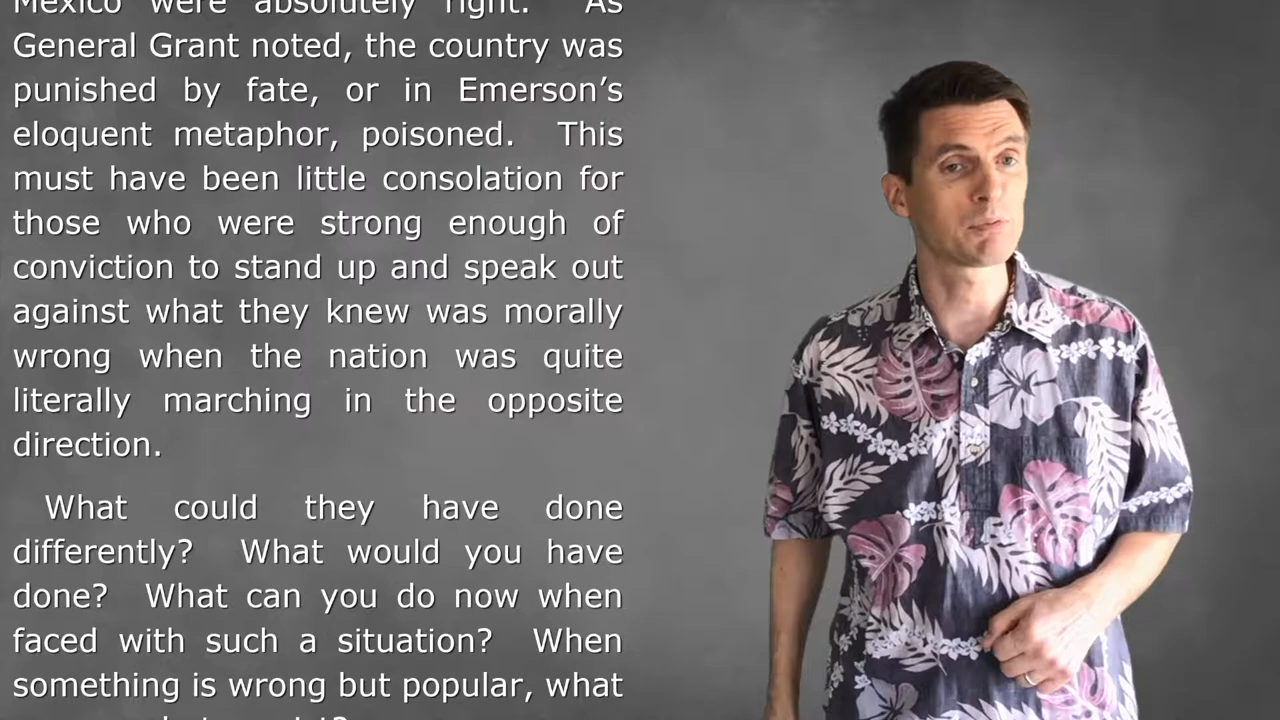 Mexico were absolutely right. As
General Grant noted, the country was
punished by fate, or in Emerson’s
eloquent metaphor, poisoned. This
must have been little consolation for
those who were strong enough of
conviction to stand up and speak out
against what they knew was morally
wrong when the nation was quite
literally marching in the opposite
direction.
What could they have done
differently? What would you have
done? What can you do now when
faced with such a situation? When
something is wrong but popular, what